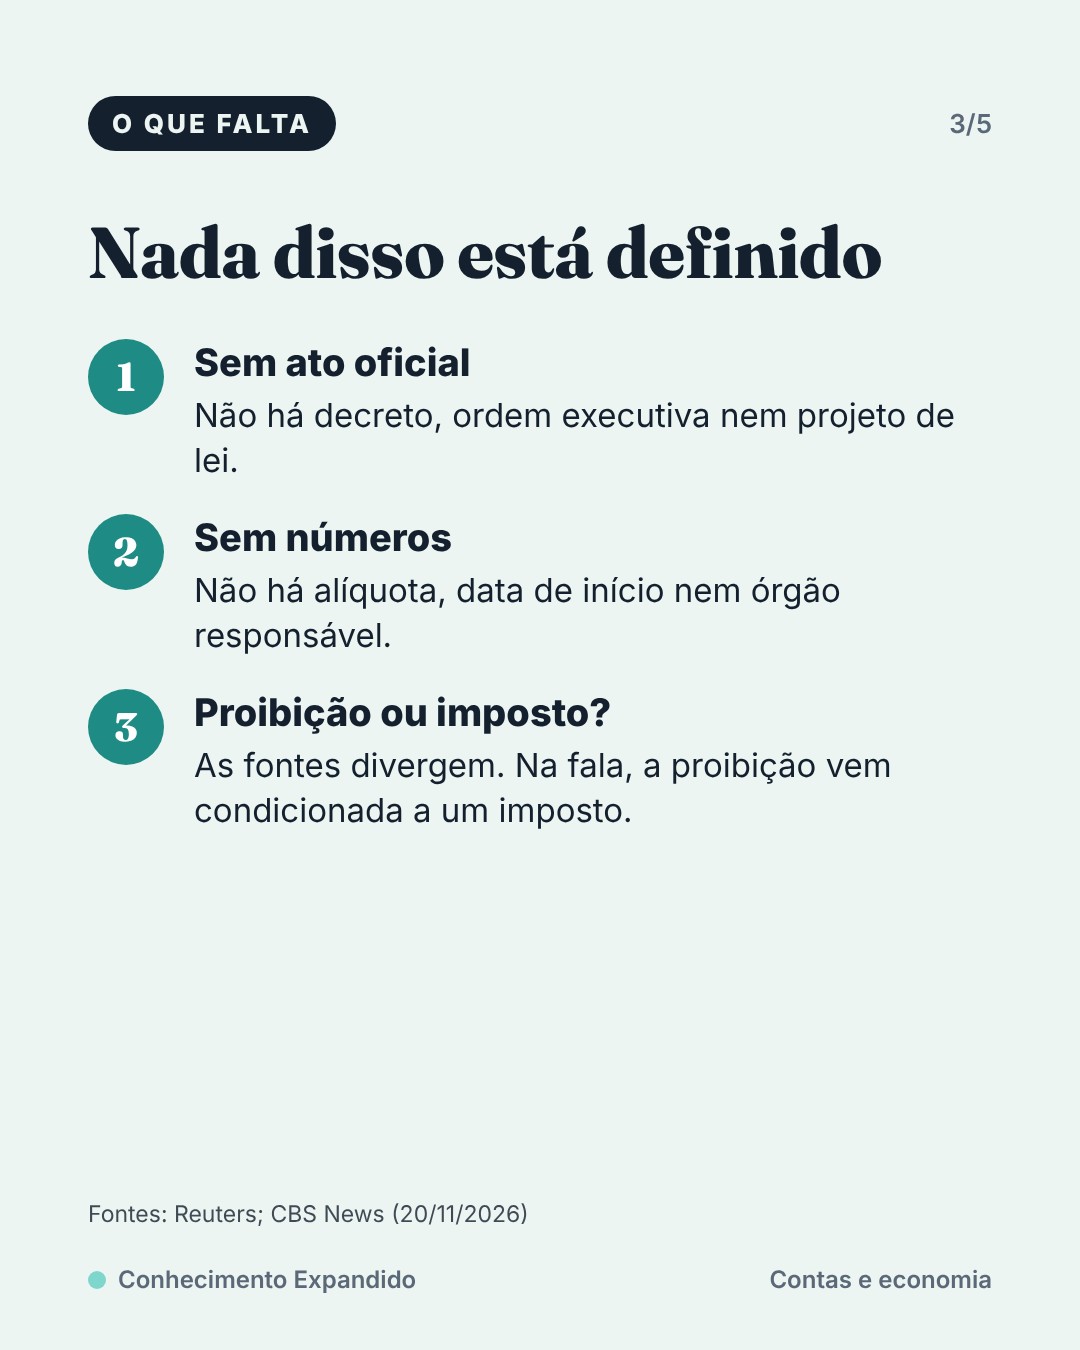 O QUE FALTA
3/5
Nada disso está definido
1
Sem ato oficial
Não há decreto, ordem executiva nem projeto de
lei.
2
Sem números
Não há alíquota, data de início nem órgão
responsável.
3
Proibição ou imposto?
As fontes divergem. Na fala, a proibição vem
condicionada a um imposto.
Fontes: Reuters; CBS News (20/11/2026)
Conhecimento Expandido
Contas e economia